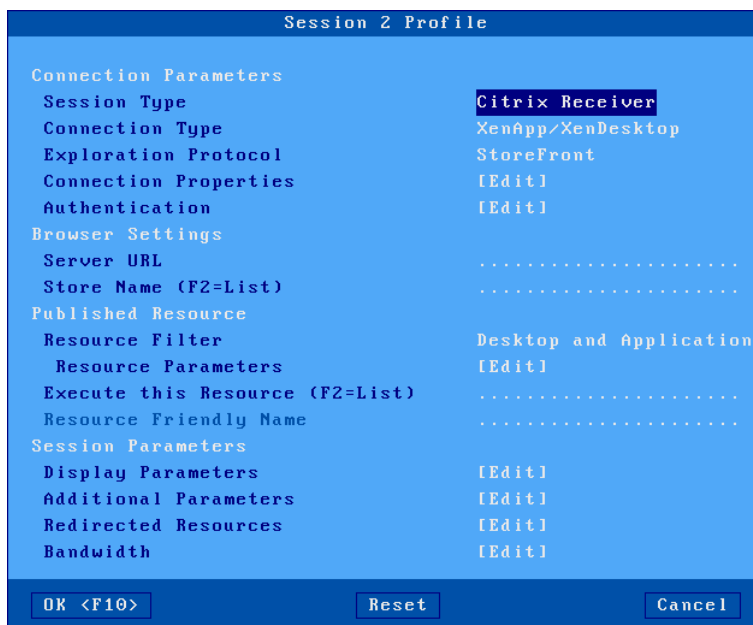 Session 2 Profile
Connection Parameters
Session Type Citrix Receiver
Connection Type XenApp/XenDesktop
Exploration Protocol StoreFront
Connection Properties [Edit]
Authentication [Edit]
Browser Settings
Server URL ......................
Store Name (F2=List) ......................
Published Resource
Resource Filter Desktop and Application
Resource Parameters [Edit]
Execute this Resource (F2=List) ......................
Resource Friendly Name ......................
Session Parameters
Display Parameters [Edit]
Additional Parameters [Edit]
Redirected Resources [Edit]
Bandwidth [Edit]
OK <F10> Reset Cancel